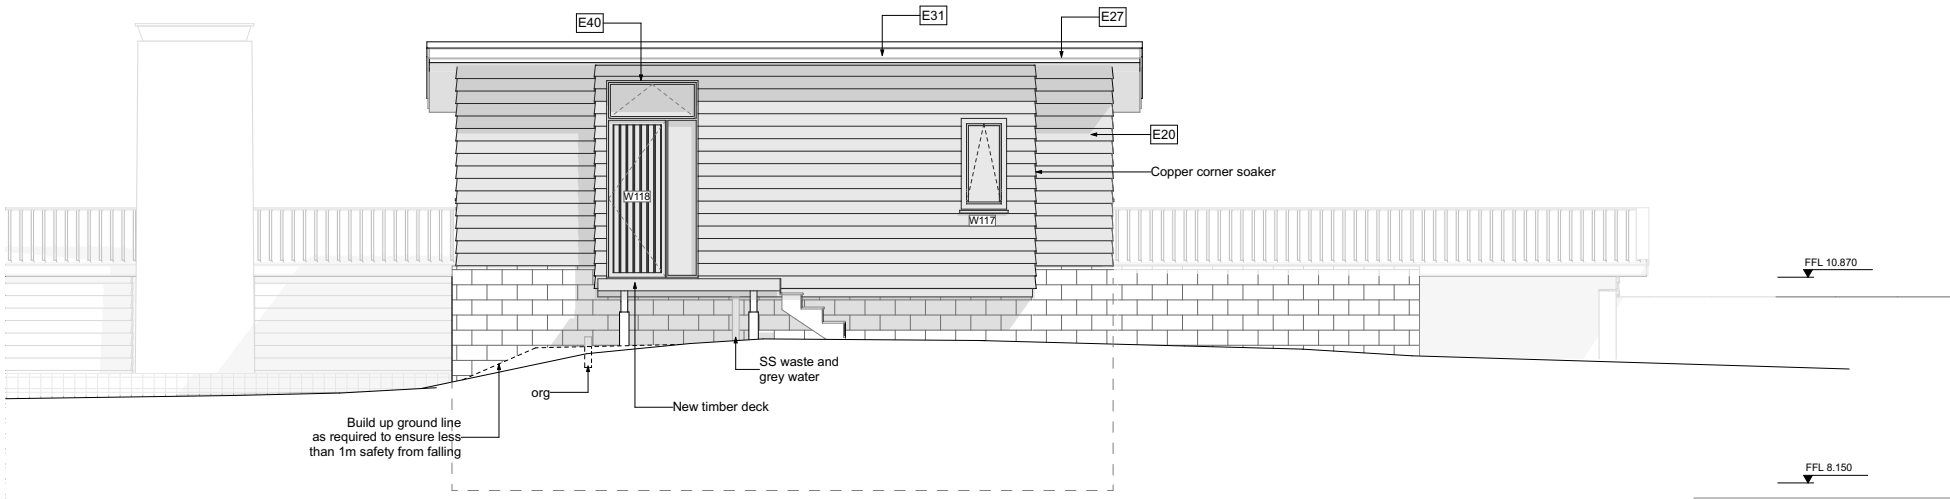 E40
E31
E27
E20
Copper corner soaker
W118
W117
FFL 10.870
SS waste and
grey water
org
New timber deck
Build up ground line
as required to ensure less
than 1m safety from falling
FFL 8.150